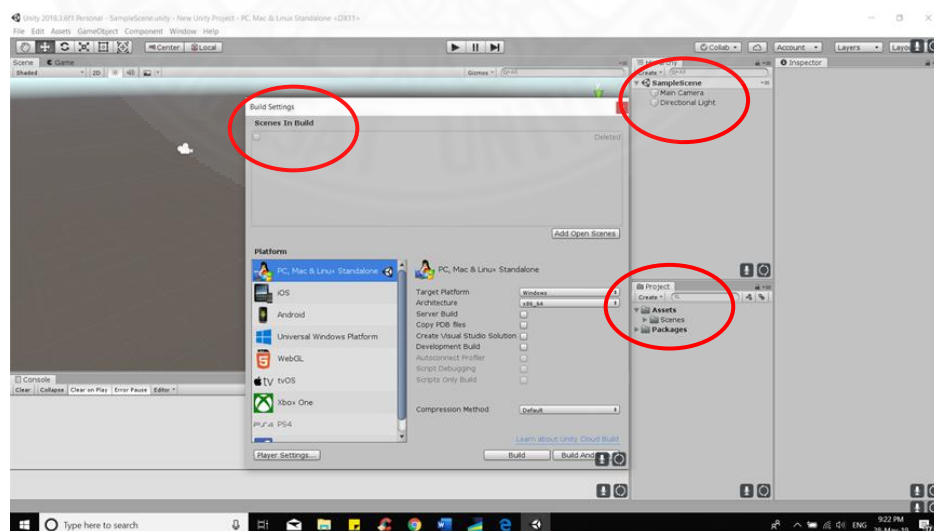 Unity 2018.3.6f1 Personal - SampleScene.unity - New Unity Project - PC, Mac & Linux Standalone <DX11>
File Edit Assets GameObject Component Window Help
Center Local Collab Account Layers
Scene Game Inspector
Shaded 2D Gizmos Create
SampleScene
Main Camera
Directional Light
Build Settings
Scenes In Build
Deleted
Add Open Scenes
Platform
PC, Mac & Linux Standalone
iOS
Android
Universal Windows Platform
WebGL
tvOS
Xbox One
PS4
Player Settings...
PC, Mac & Linux Standalone
Target Platform Windows
Architecture x86_64
Server Build
Copy PDB files
Create Visual Studio Solution
Development Build
Autoconnect Profiler
Script Debugging
Scripts Only Build
Compression Method Default
Learn about Unity Cloud Build
Build Build And
Project
Create
Assets
Scenes
Packages
Console
Clear Collapse Clear on Play Error Pause Editor
Type here to search
ENG 9:22 PM
28-May-19